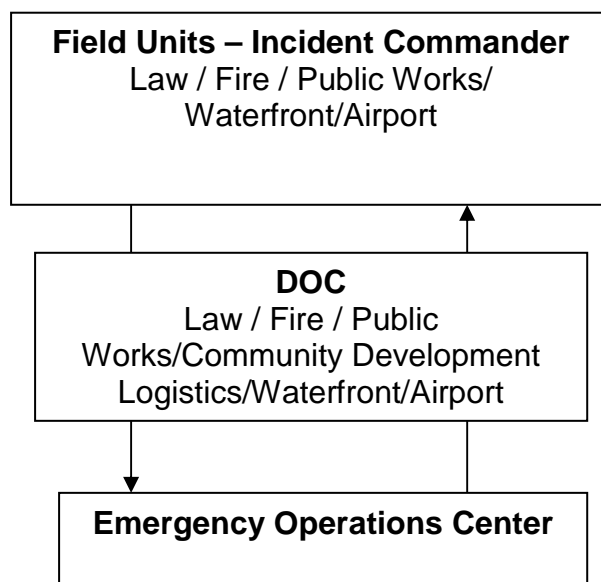 Field Units – Incident Commander
Law / Fire / Public Works/
Waterfront/Airport
DOC
Law / Fire / Public
Works/Community Development
Logistics/Waterfront/Airport
Emergency Operations Center